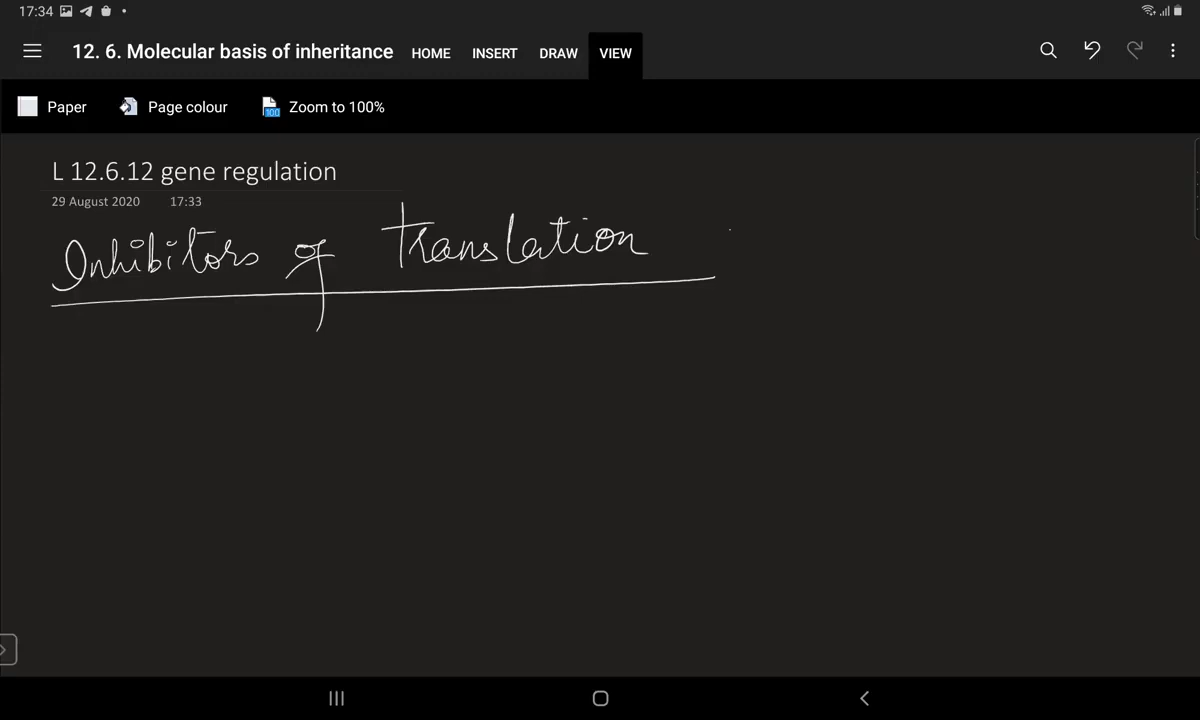 17:34
12. 6. Molecular basis of inheritance HOME INSERT DRAW VIEW
Paper Page colour 100 Zoom to 100%
L 12.6.12 gene regulation
29 August 2020 17:33
Inhibitors of translation